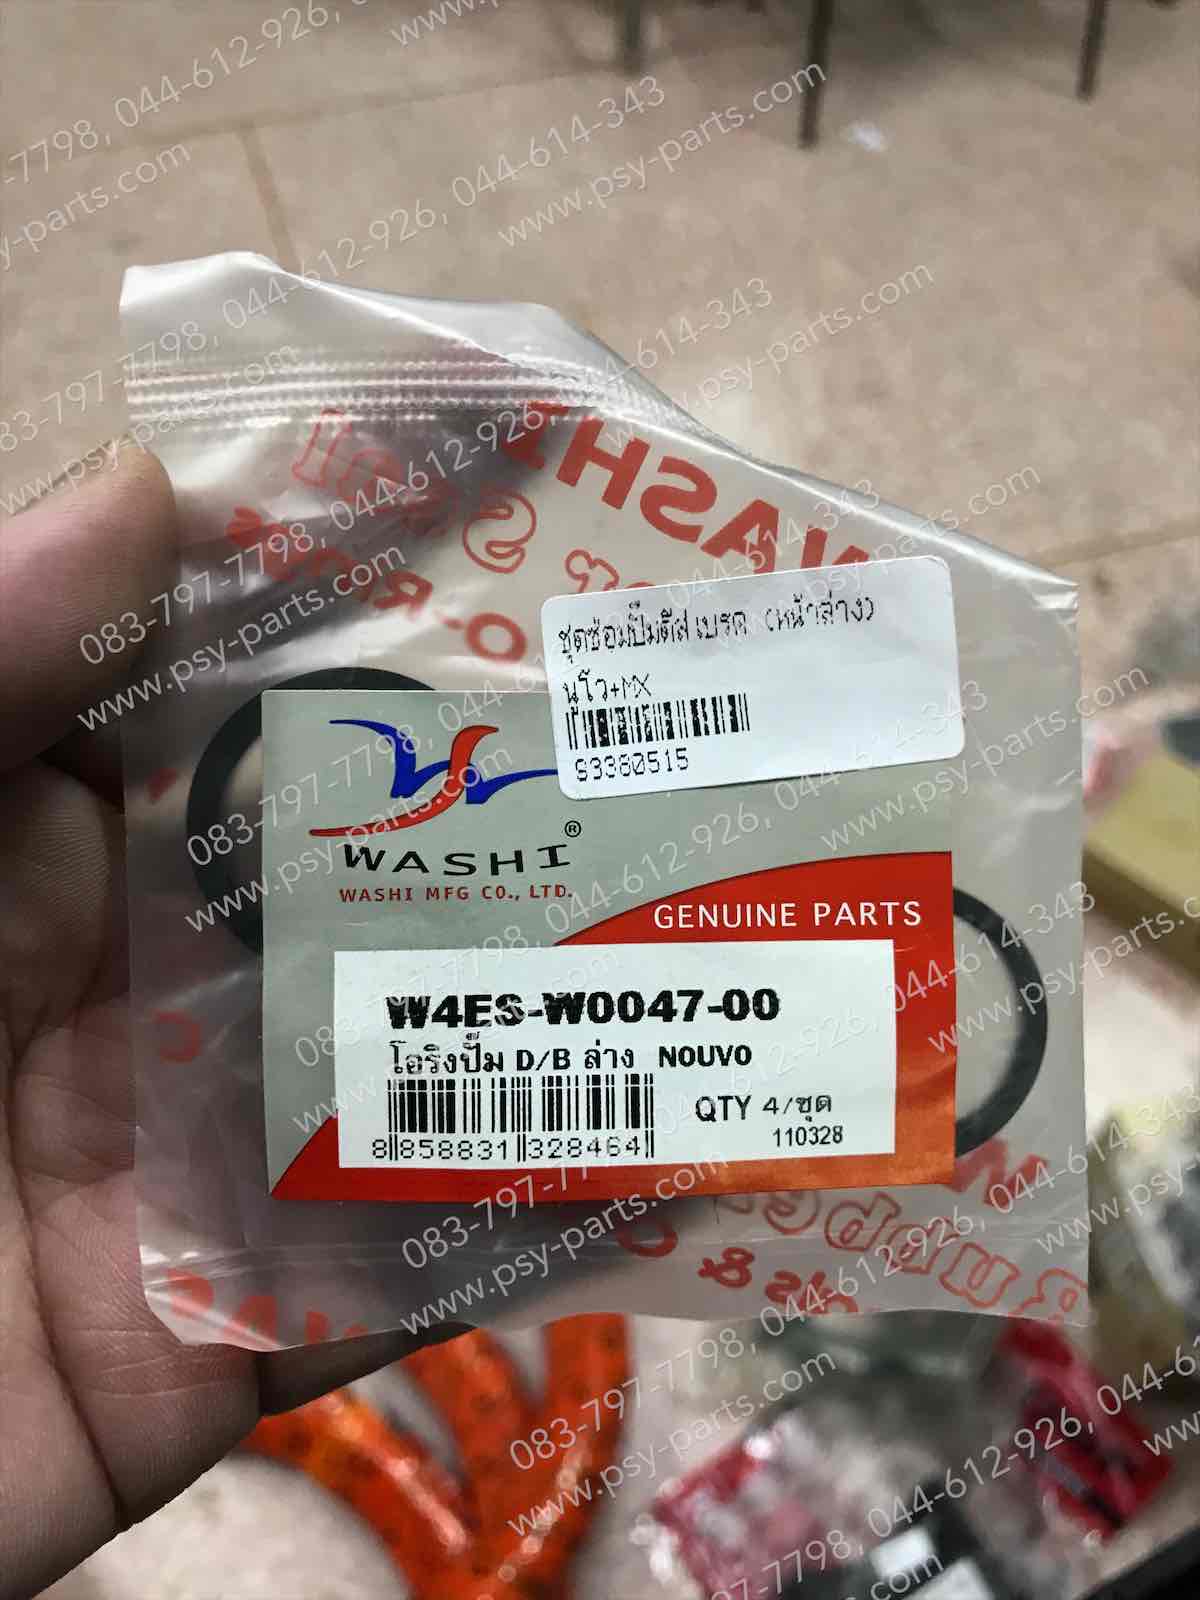 WASHI
O-RINGS
ชุดซ่อมปั๊มดีสเบรค (หน้าล่าง)
นูโว+MX
S3380515
WASHI®
WASHI MFG CO., LTD.
GENUINE PARTS
W4ES-W0047-00
โอริงปั๊ม D/B ล่าง NOUVO
QTY 4/ชุด
8 858831 328464
110328
083-797-7798, 044-612-926, 044-614-343
www.psy-parts.com